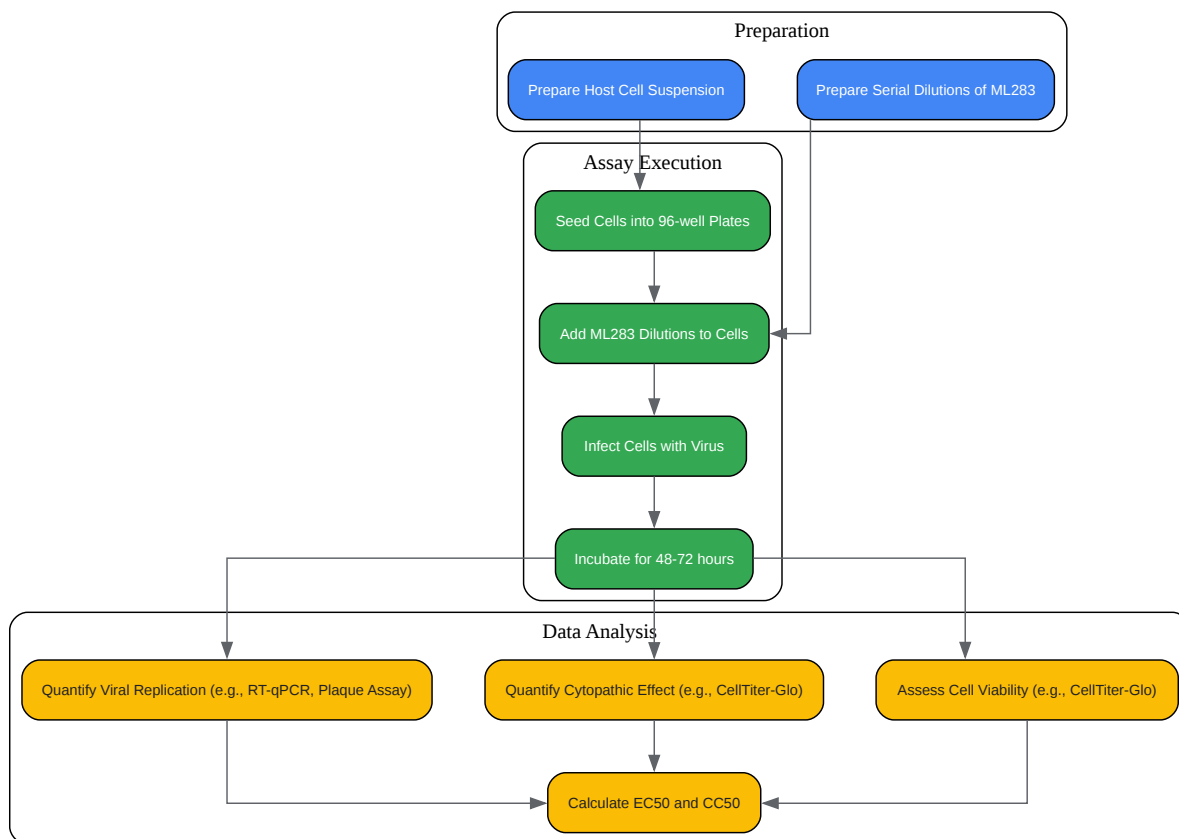 Preparation
Prepare Host Cell Suspension
Prepare Serial Dilutions of ML283
Assay Execution
Seed Cells into 96-well Plates
Add ML283 Dilutions to Cells
Infect Cells with Virus
Incubate for 48-72 hours
Data Analysis
Quantify Viral Replication (e.g., RT-qPCR, Plaque Assay)
Quantify Cytopathic Effect (e.g., CellTiter-Glo)
Assess Cell Viability (e.g., CellTiter-Glo)
Calculate EC50 and CC50